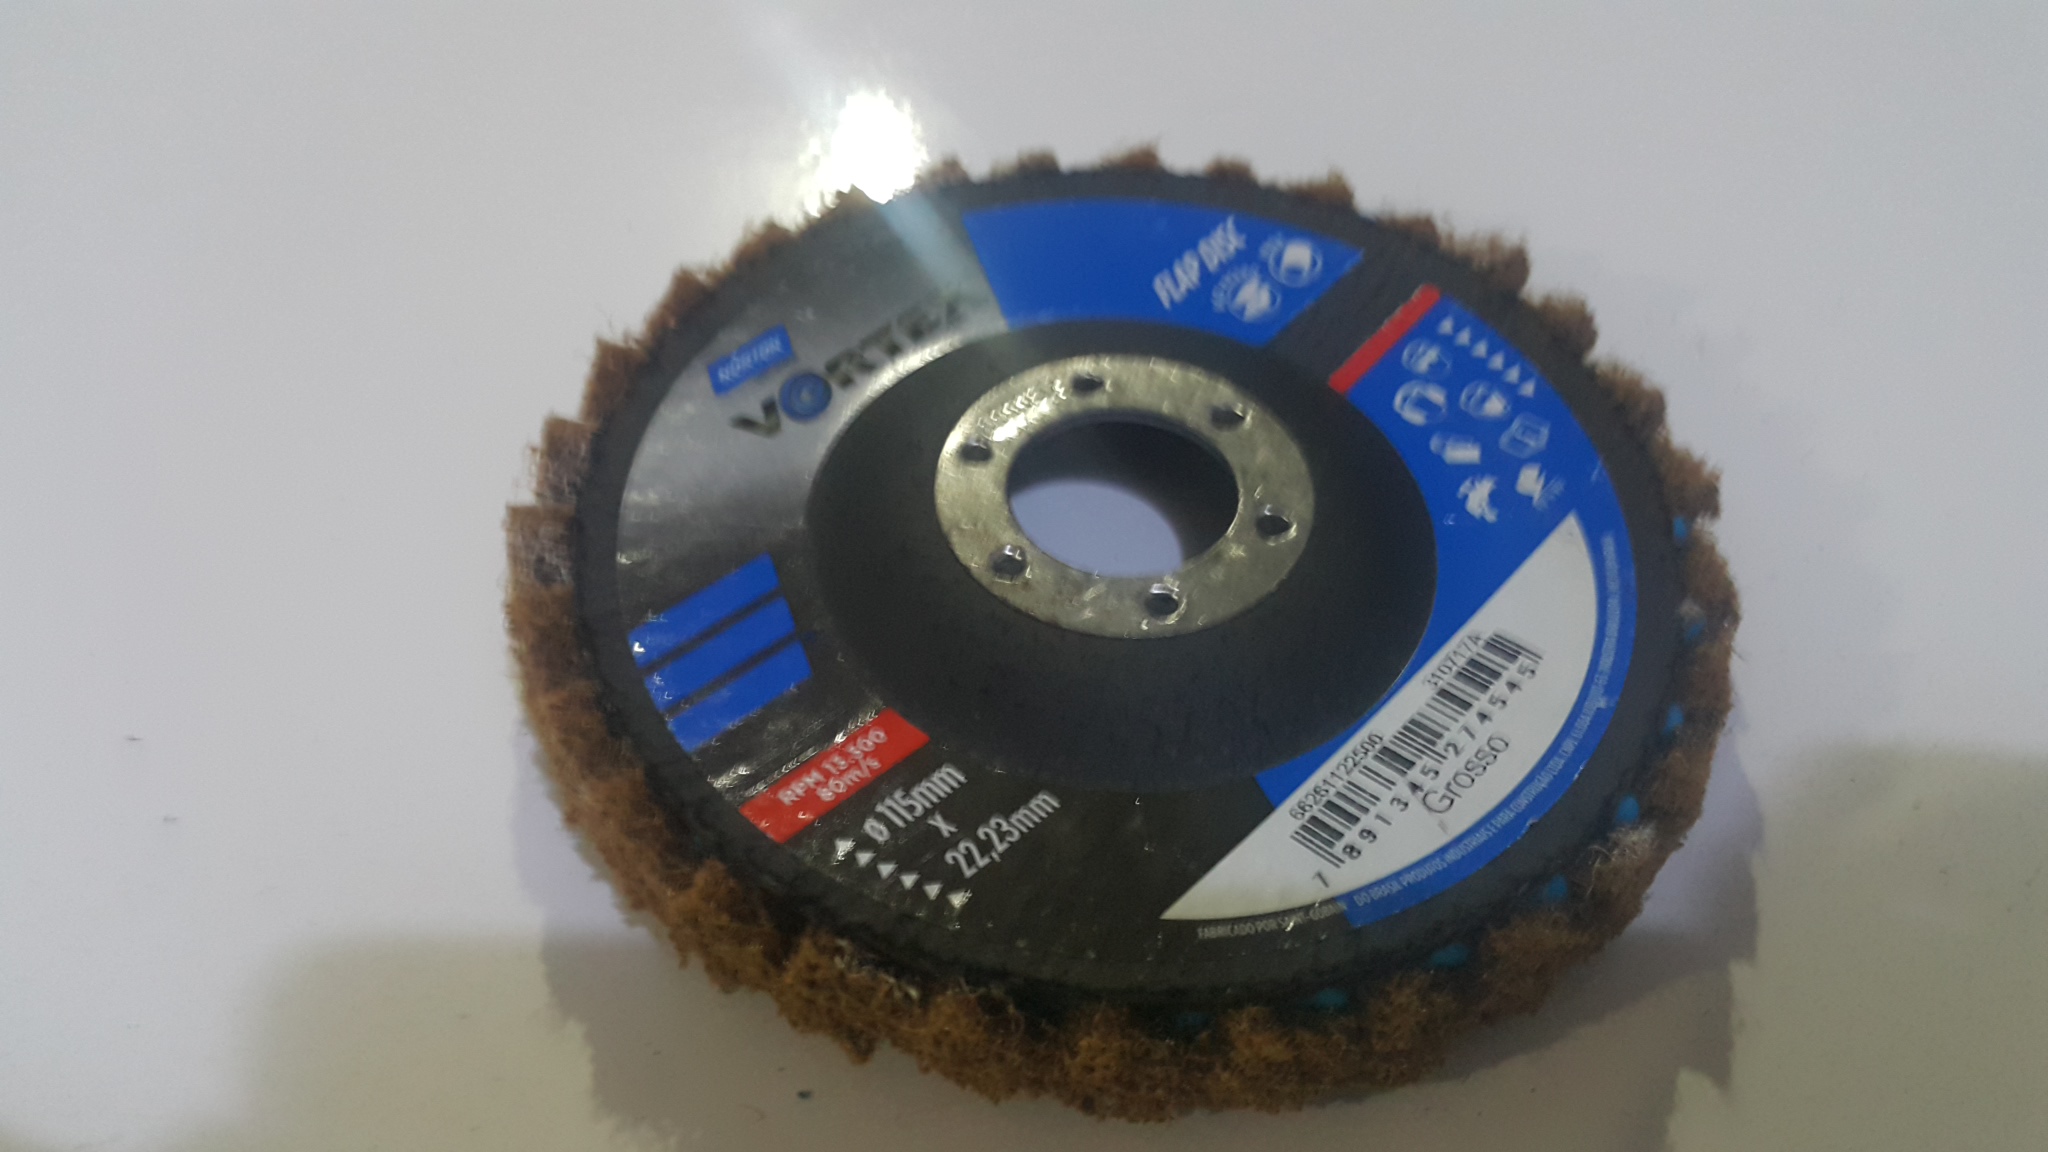 NORTON
VORTEX
FLAP DISC
RPM 13.300
80m/s
Ø 115mm
X
22,23mm
310717A
66261122500
7 891345 274545
Grosso
FABRICADO POR SAINT-GOBAIN DO BRASIL PRODUTOS INDUSTRIAIS E PARA CONSTRUÇÃO LTDA.